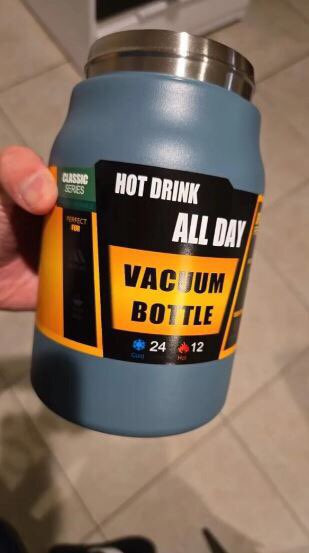 CLASSIC
SERIES
PERFECT
FOR
HOT DRINK
ALL DAY
VACUUM
BOTTLE
24 12
Cold Hot